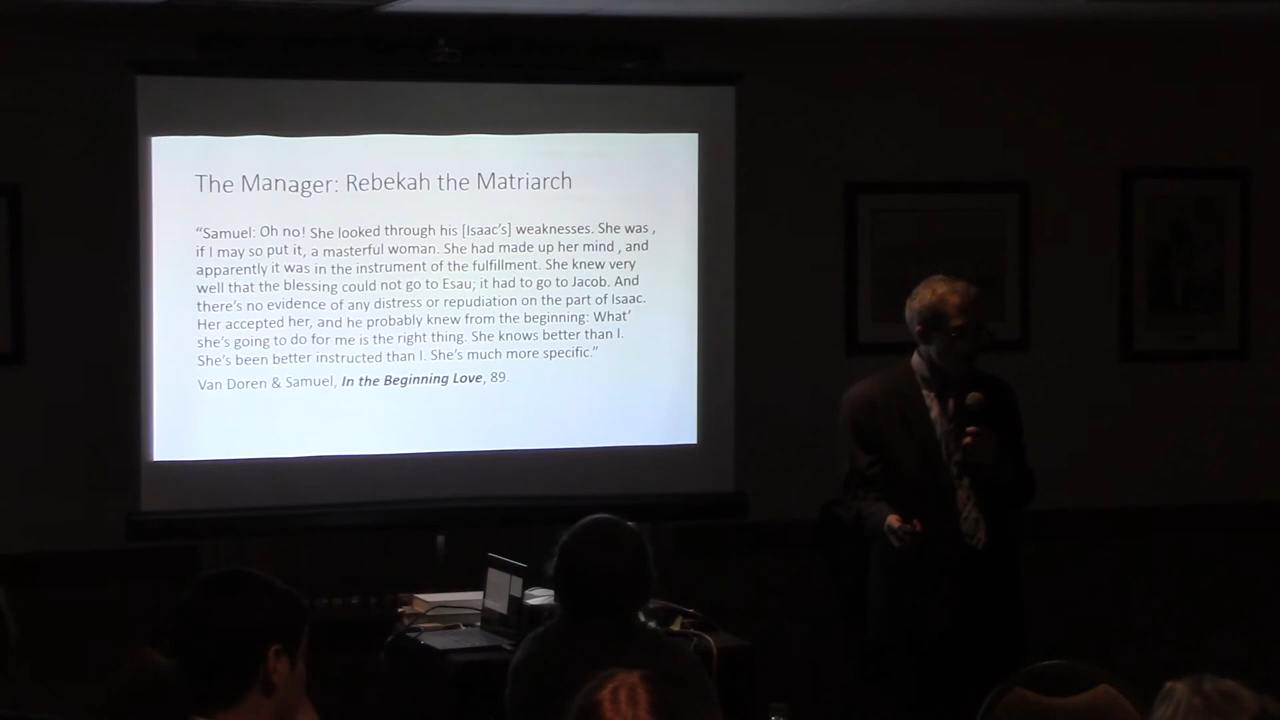 The Manager: Rebekah the Matriarch
“Samuel: Oh no! She looked through his [Isaac’s] weaknesses. She was ,
if I may so put it, a masterful woman. She had made up her mind , and
apparently it was in the instrument of the fulfillment. She knew very
well that the blessing could not go to Esau; it had to go to Jacob. And
there’s no evidence of any distress or repudiation on the part of Isaac.
Her accepted her, and he probably knew from the beginning: What’
she’s going to do for me is the right thing. She knows better than I.
She’s been better instructed than I. She’s much more specific.”
Van Doren & Samuel, In the Beginning Love, 89.